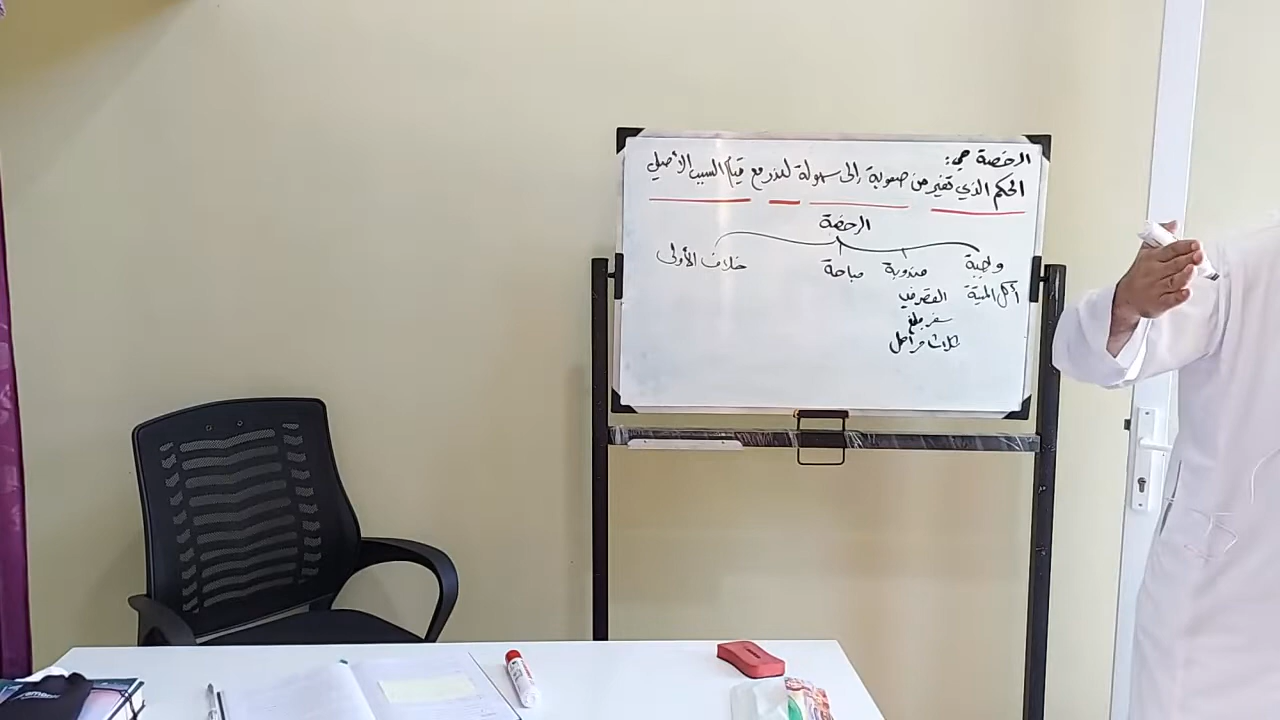 الرخصة هي:
الحكم الذي تغير من صعوبة إلى سهولة لعذر مع قيام السبب الأصلي
الرخصة
واجبة مندوبة مباحة خلاف الأولى
أكل الميتة القصر في
سفر بلغ
ثلاث مراحل